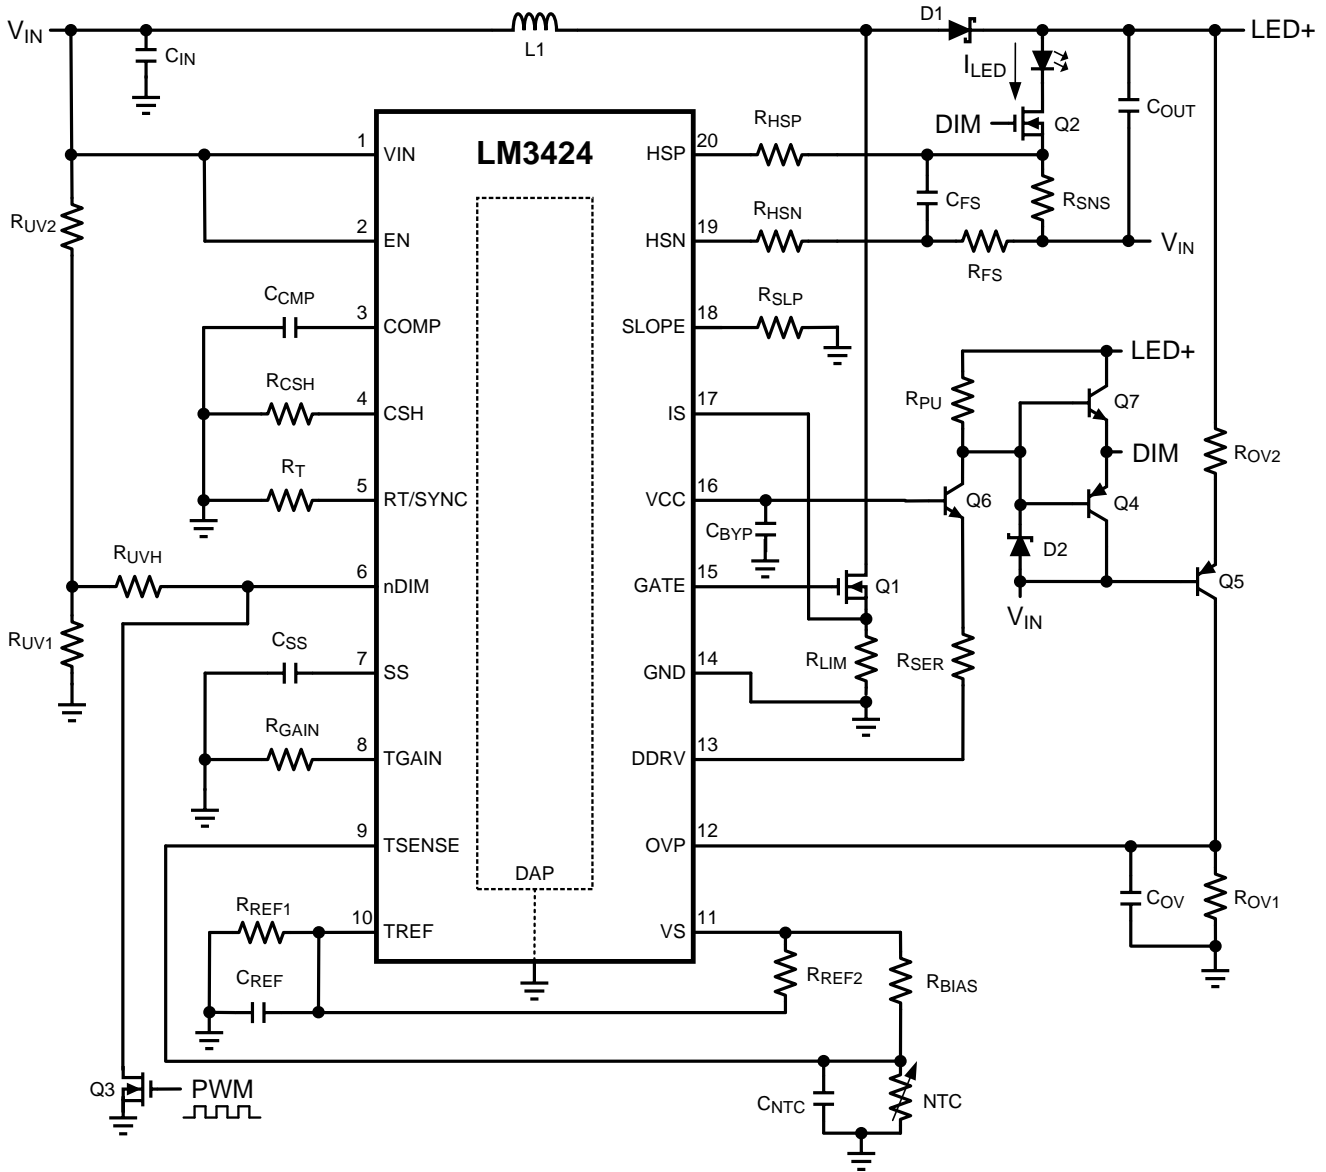 VIN
CIN
L1
D1
LED+
ILED
DIM
Q2
COUT
LM3424
1
VIN
20
HSP
RHSP
CFS
RSNS
RUV2
2
EN
19
HSN
RHSN
RFS
VIN
CCMP
3
COMP
18
SLOPE
RSLP
LED+
RCSH
4
CSH
17
IS
RPU
Q7
DIM
ROV2
RT
5
RT/SYNC
16
VCC
CBYP
Q6
Q4
D2
RUVH
6
nDIM
15
GATE
Q1
VIN
Q5
RUV1
CSS
7
SS
14
GND
RLIM
RSER
RGAIN
8
TGAIN
13
DDRV
9
TSENSE
12
OVP
DAP
COV
ROV1
RREF1
10
TREF
11
VS
CREF
RREF2
RBIAS
Q3
PWM
CNTC
NTC